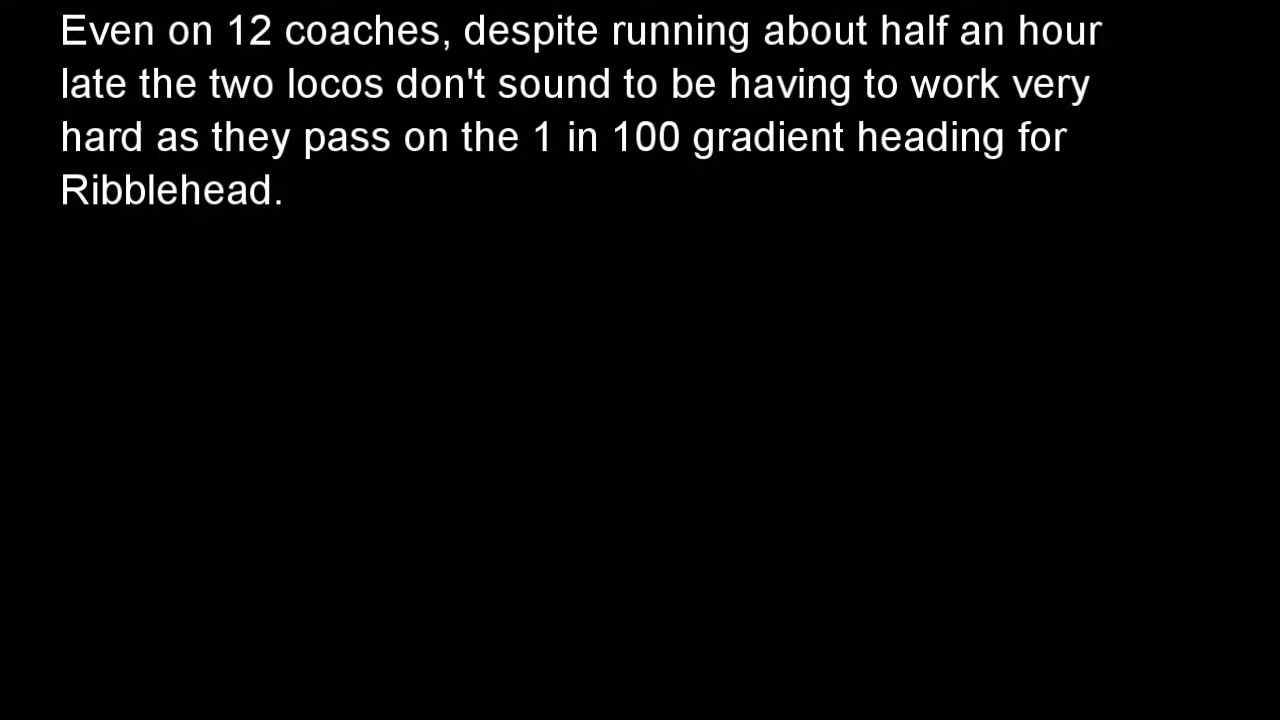 Even on 12 coaches, despite running about half an hour
late the two locos don't sound to be having to work very
hard as they pass on the 1 in 100 gradient heading for
Ribblehead.